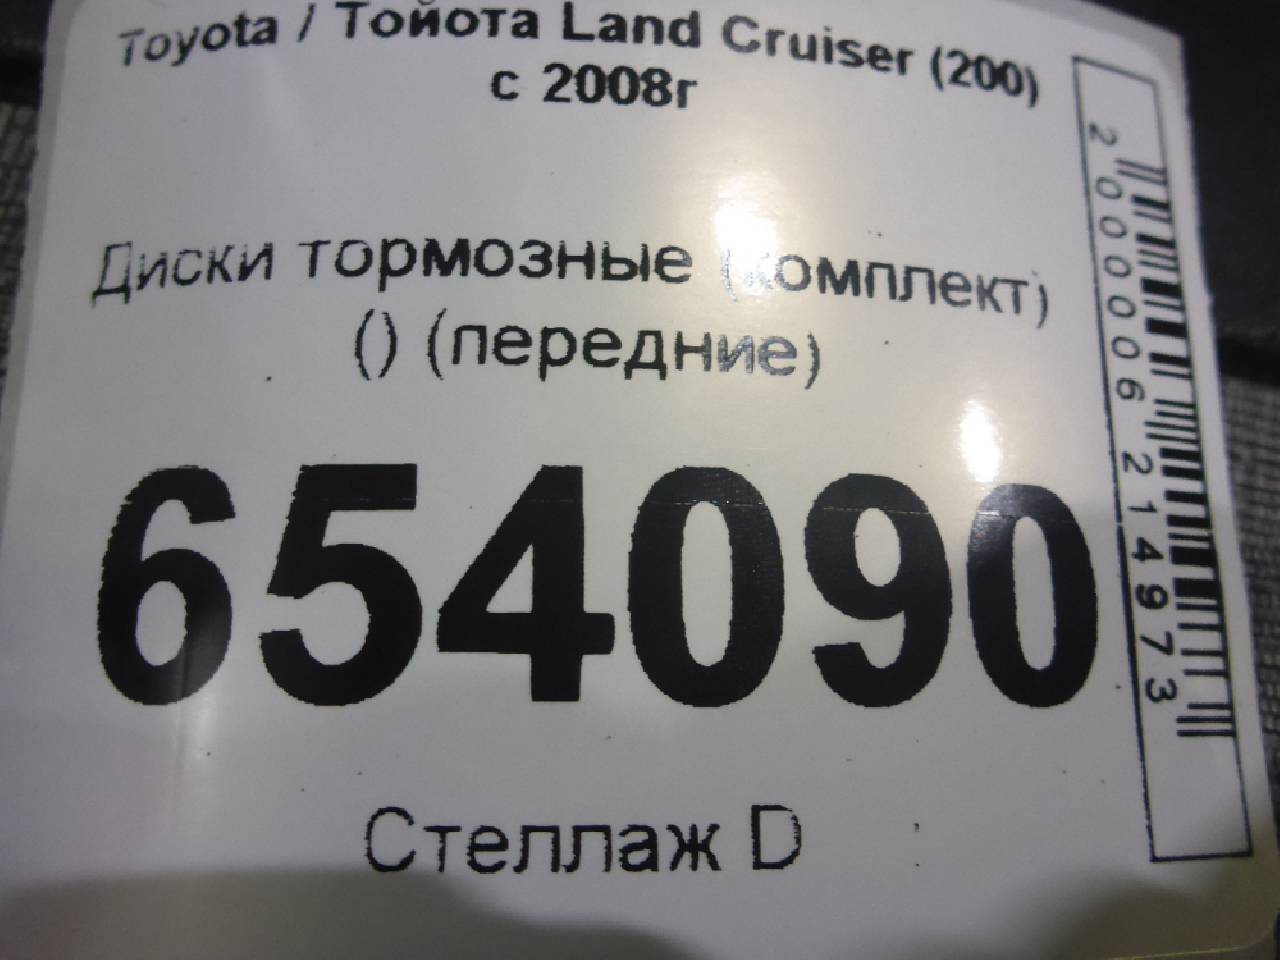 Toyota / Тойота Land Cruiser (200)
с 2008г
Диски тормозные (комплект)
() (передние)
654090
Стеллаж D
2000006214973